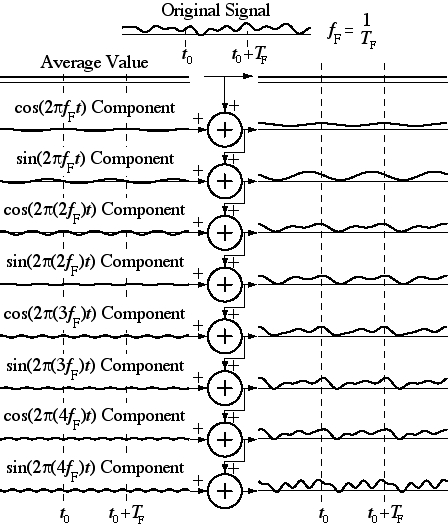 Original Signal
f_F = 1/T_F
t_0 t_0+T_F
Average Value
+
+ +
cos(2πf_Ft) Component
+
+ +
sin(2πf_Ft) Component
+
+ +
cos(2π(2f_F)t) Component
+
+ +
sin(2π(2f_F)t) Component
+
+ +
cos(2π(3f_F)t) Component
+
+ +
sin(2π(3f_F)t) Component
+
+ +
cos(2π(4f_F)t) Component
+
+ +
sin(2π(4f_F)t) Component
+
t_0 t_0+T_F t_0 t_0+T_F